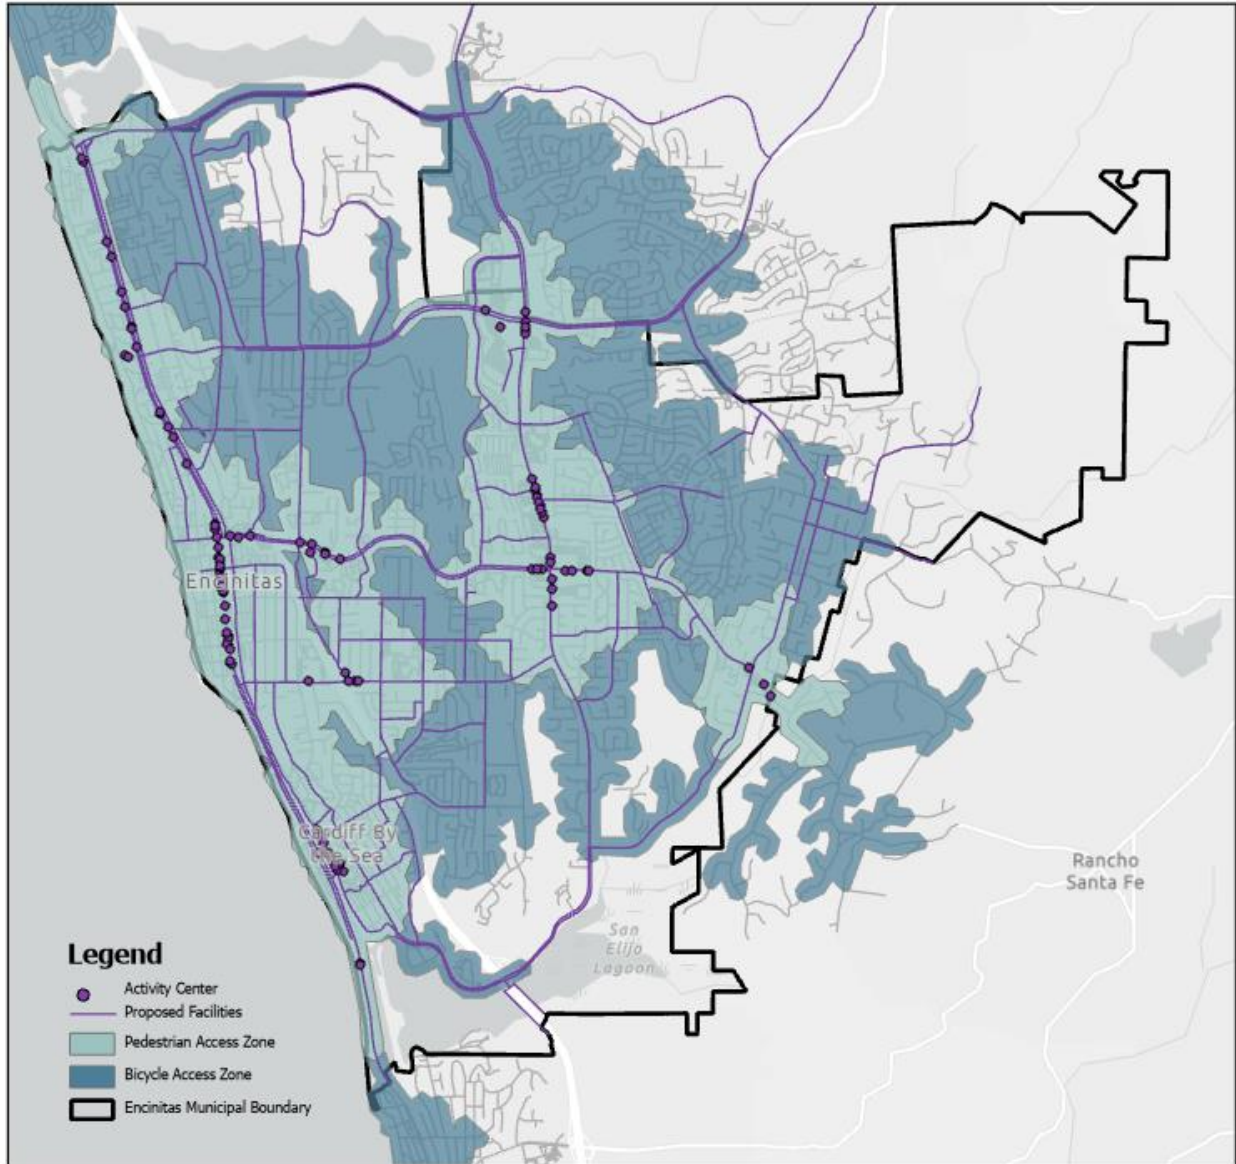 Encinitas
Cardiff By
the Sea
Rancho
Santa Fe
San
Elijo
Lagoon
Legend
Activity Center
Proposed Facilities
Pedestrian Access Zone
Bicycle Access Zone
Encinitas Municipal Boundary